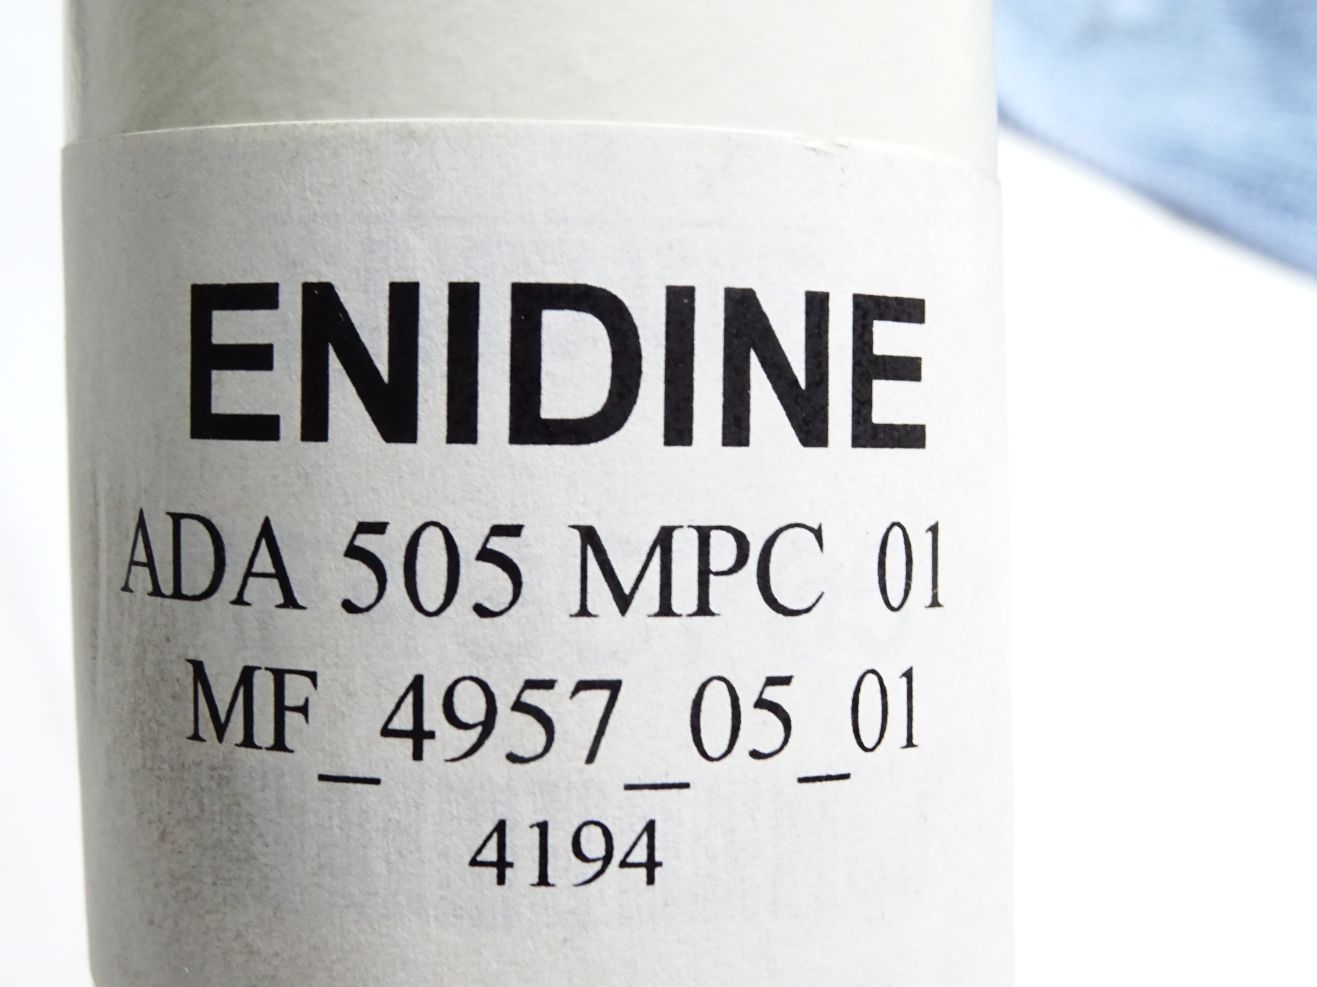 ENIDINE
ADA 505 MPC 01
MF_4957_05_01
4194